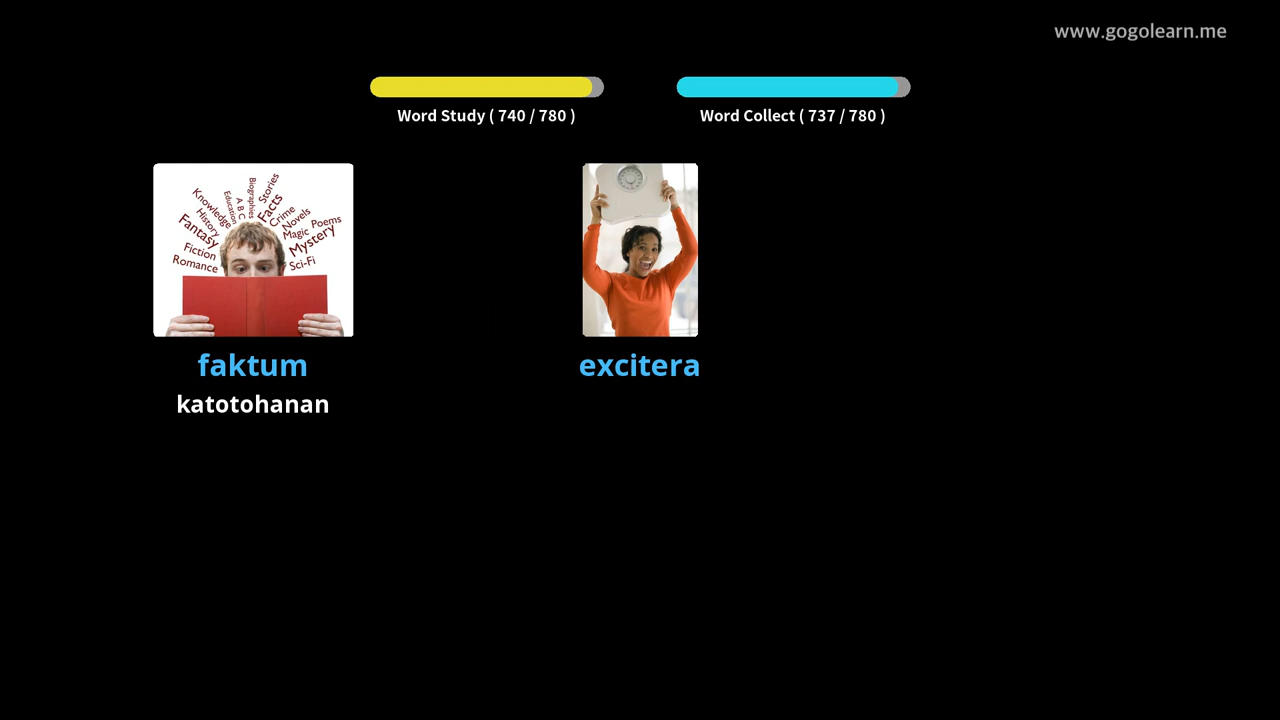 www.gogolearn.me
Word Study ( 740 / 780 )
Word Collect ( 737 / 780 )
Stories
Biographies
A B C
Facts
Education
Knowledge
Crime
History
Novels
Fantasy
Magic
Poems
Mystery
Fiction
Romance
Sci-Fi
faktum
excitera
katotohanan